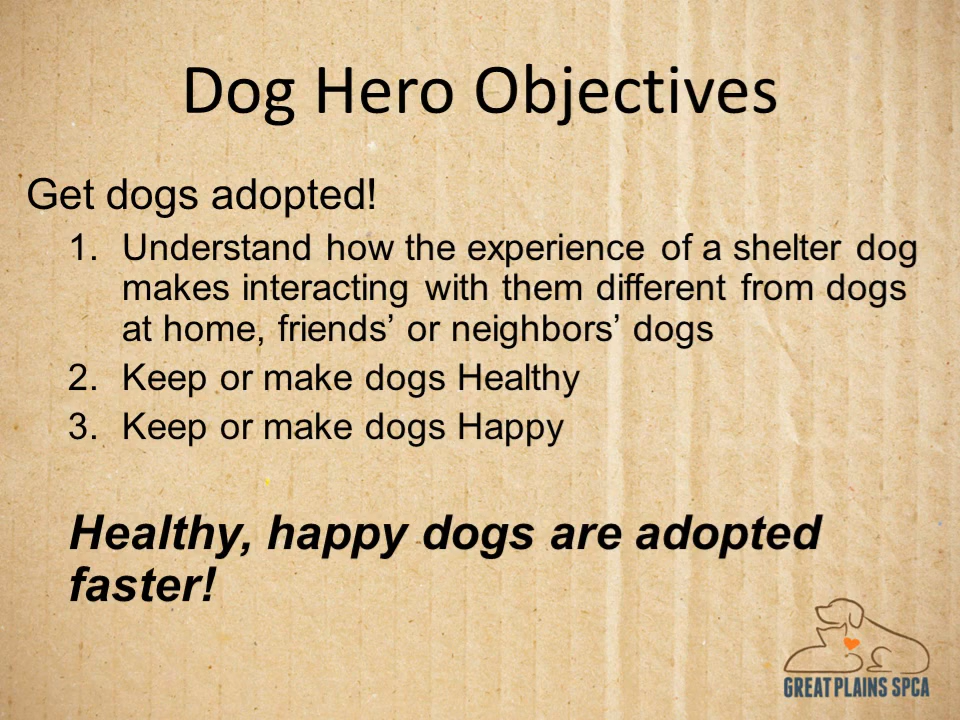 Dog Hero Objectives
Get dogs adopted!
1. Understand how the experience of a shelter dog
makes interacting with them different from dogs
at home, friends’ or neighbors’ dogs
2. Keep or make dogs Healthy
3. Keep or make dogs Happy
Healthy, happy dogs are adopted
faster!
GREAT PLAINS SPCA